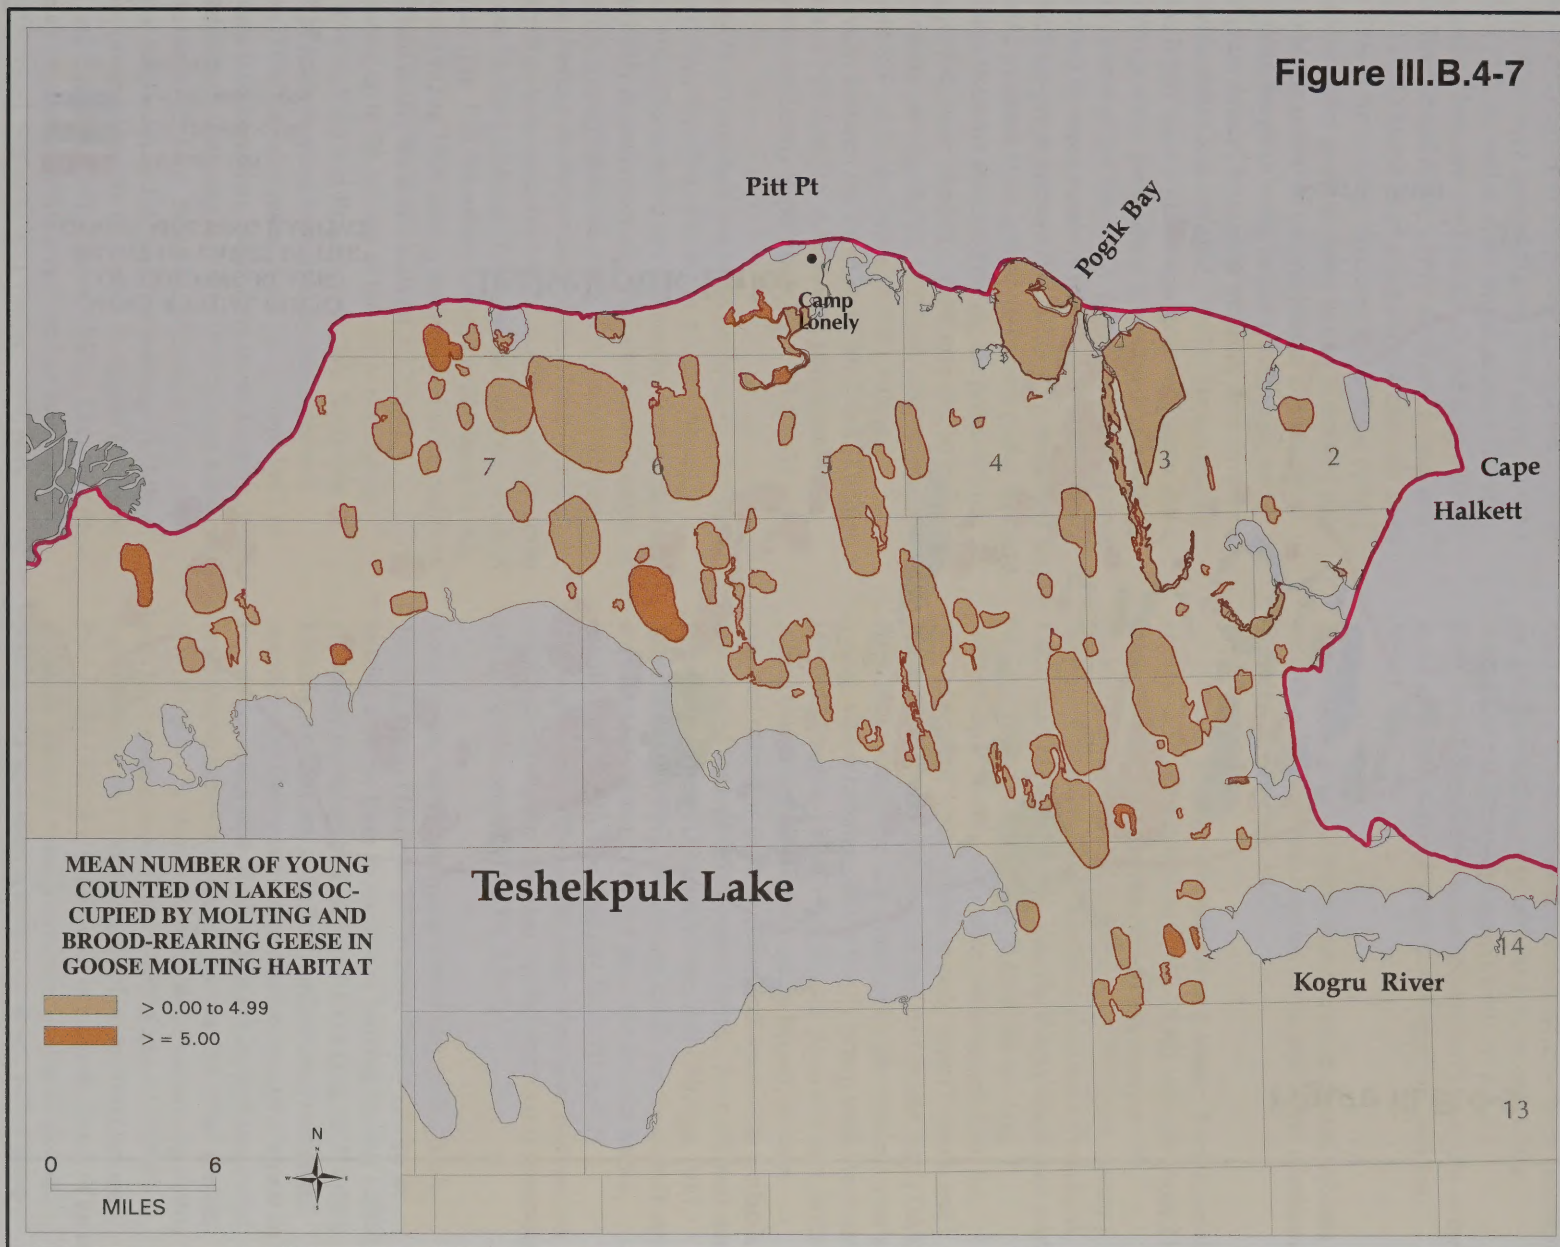 Figure III.B.4-7
Pitt Pt
Pogik Bay
Camp
Lonely
7
6
5
4
3
2
Cape
Halkett
Teshekpuk Lake
Kogru River
14
13
MEAN NUMBER OF YOUNG
COUNTED ON LAKES OC-
CUPIED BY MOLTING AND
BROOD-REARING GEESE IN
GOOSE MOLTING HABITAT
> 0.00 to 4.99
> = 5.00
0 6
MILES
N
N
W E
S